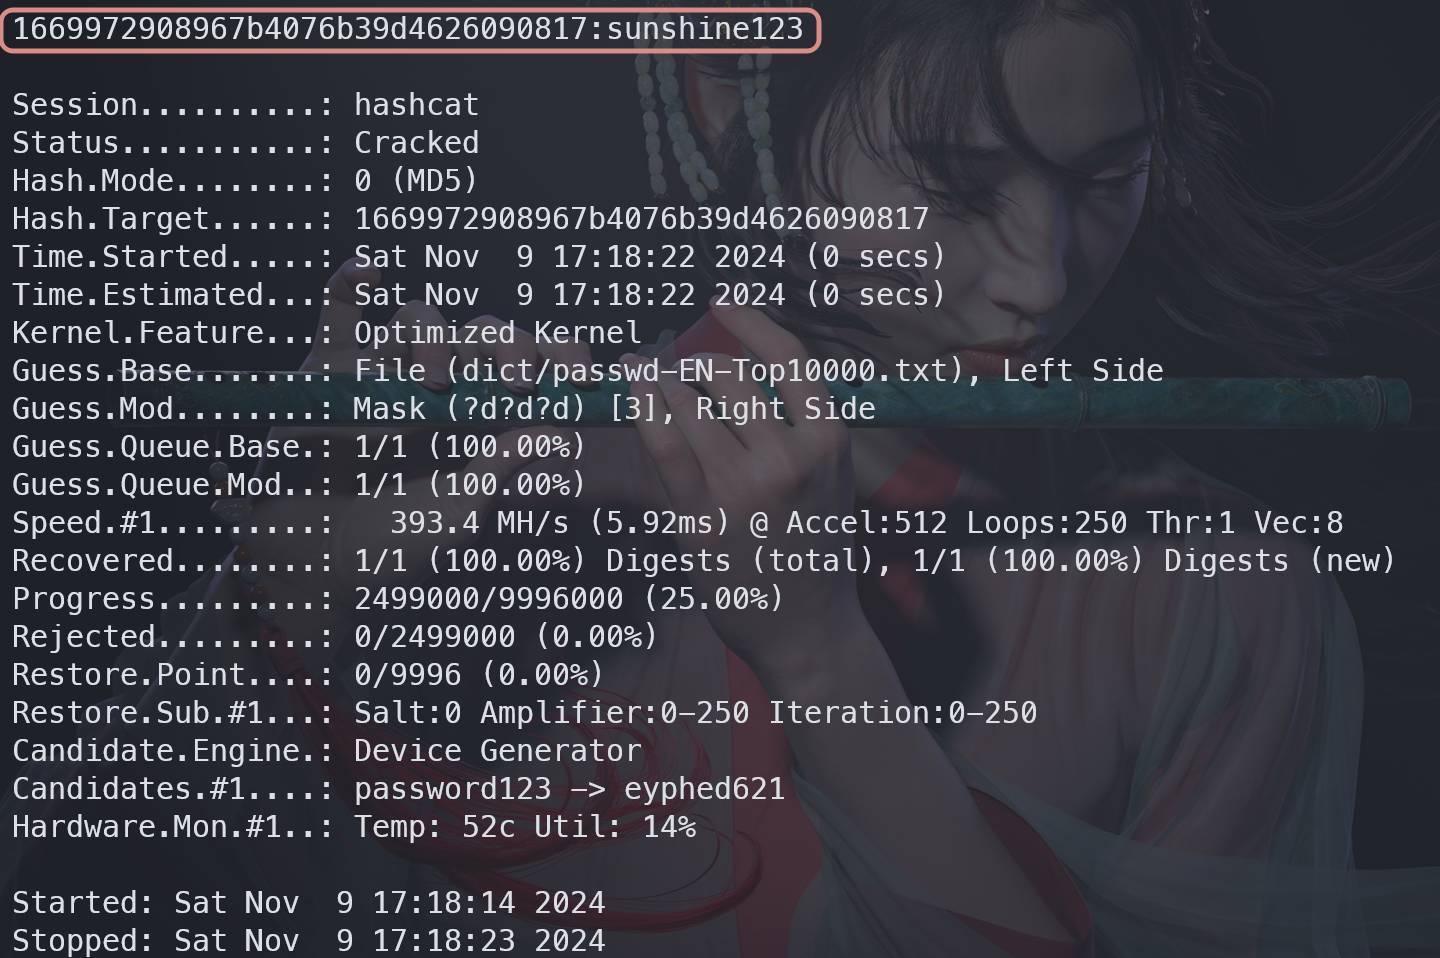 1669972908967b4076b39d4626090817:sunshine123
Session..........: hashcat
Status...........: Cracked
Hash.Mode........: 0 (MD5)
Hash.Target......: 1669972908967b4076b39d4626090817
Time.Started.....: Sat Nov  9 17:18:22 2024 (0 secs)
Time.Estimated...: Sat Nov  9 17:18:22 2024 (0 secs)
Kernel.Feature...: Optimized Kernel
Guess.Base.......: File (dict/passwd-EN-Top10000.txt), Left Side
Guess.Mod........: Mask (?d?d?d) [3], Right Side
Guess.Queue.Base.: 1/1 (100.00%)
Guess.Queue.Mod..: 1/1 (100.00%)
Speed.#1.........:   393.4 MH/s (5.92ms) @ Accel:512 Loops:250 Thr:1 Vec:8
Recovered........: 1/1 (100.00%) Digests (total), 1/1 (100.00%) Digests (new)
Progress.........: 2499000/9996000 (25.00%)
Rejected.........: 0/2499000 (0.00%)
Restore.Point....: 0/9996 (0.00%)
Restore.Sub.#1...: Salt:0 Amplifier:0-250 Iteration:0-250
Candidate.Engine.: Device Generator
Candidates.#1....: password123 -> eyphed621
Hardware.Mon.#1..: Temp: 52c Util: 14%
Started: Sat Nov  9 17:18:14 2024
Stopped: Sat Nov  9 17:18:23 2024